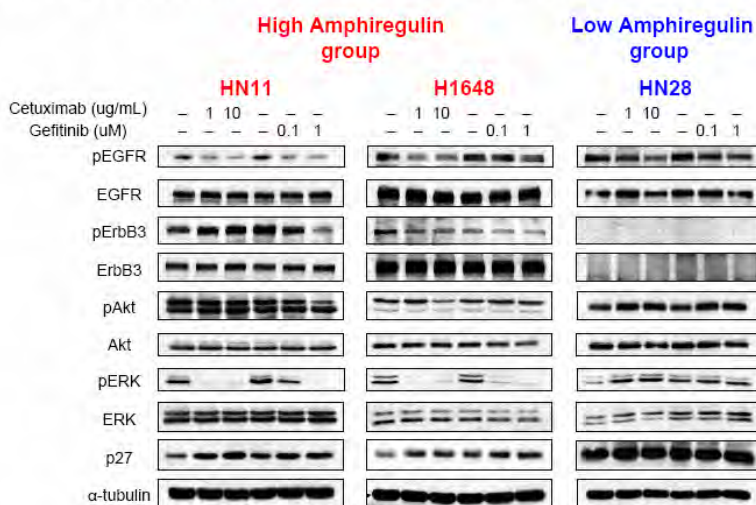 High Amphiregulin
group
Low Amphiregulin
group
HN11 H1648 HN28
Cetuximab (ug/mL) – 1 10 – – – – 1 10 – – – – 1 10 – – –
Gefitinib (uM) – – – – 0.1 1 – – – – 0.1 1 – – – – 0.1 1
pEGFR
EGFR
pErbB3
ErbB3
pAkt
Akt
pERK
ERK
p27
α-tubulin